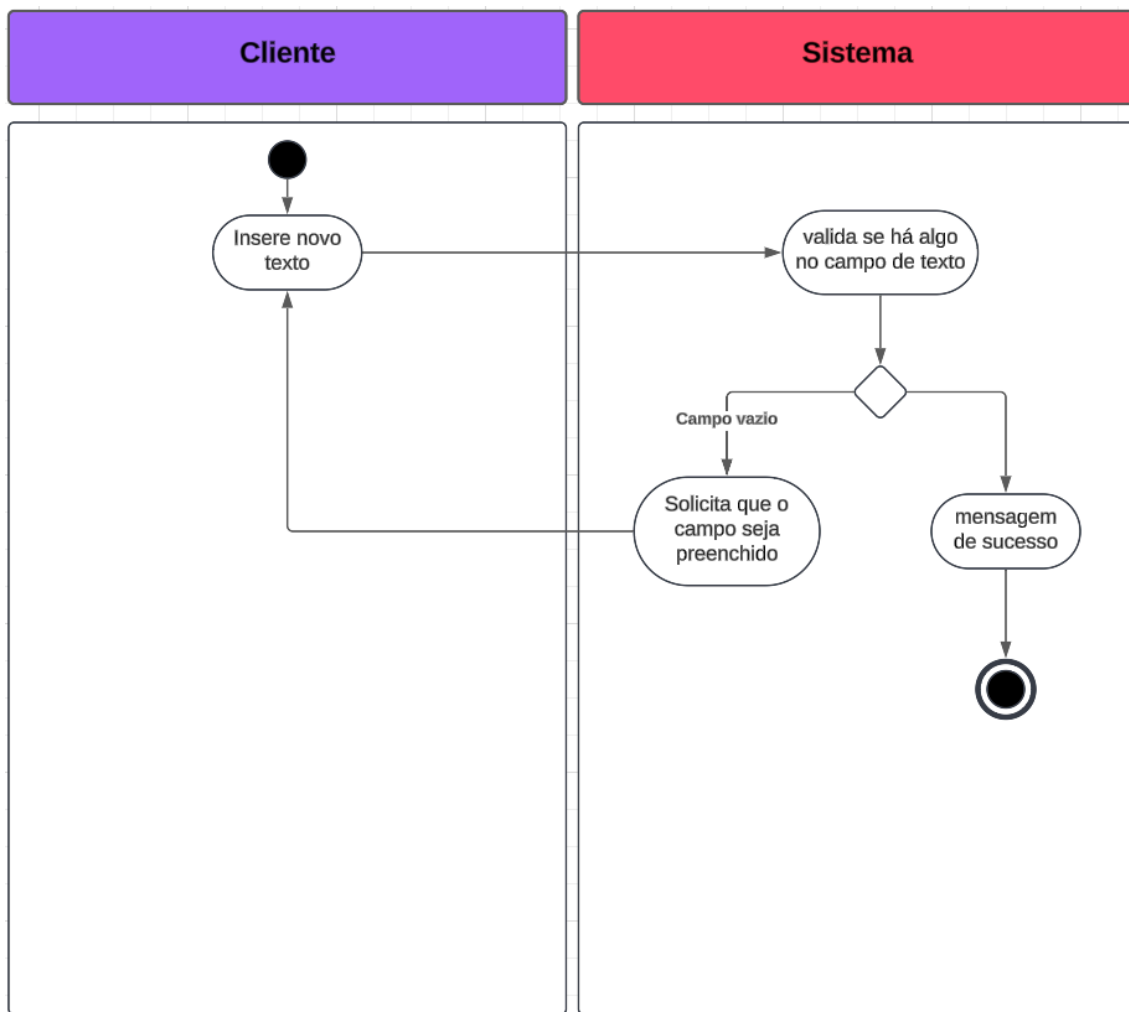 Cliente
Sistema
Insere novo
texto
valida se há algo
no campo de texto
Campo vazio
Solicita que o
campo seja
preenchido
mensagem
de sucesso